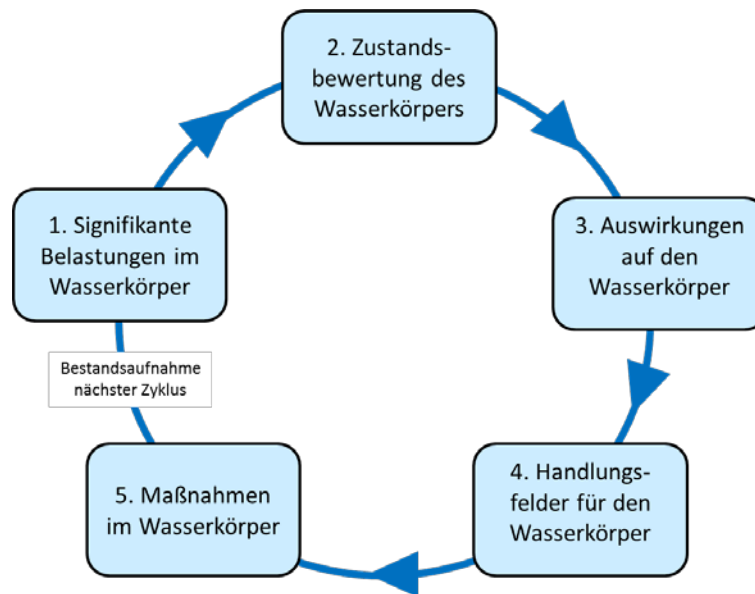 2. Zustands-
bewertung des
Wasserkörpers
1. Signifikante
Belastungen im
Wasserkörper
3. Auswirkungen
auf den
Wasserkörper
Bestandsaufnahme
nächster Zyklus
4. Handlungs-
felder für den
Wasserkörper
5. Maßnahmen
im Wasserkörper